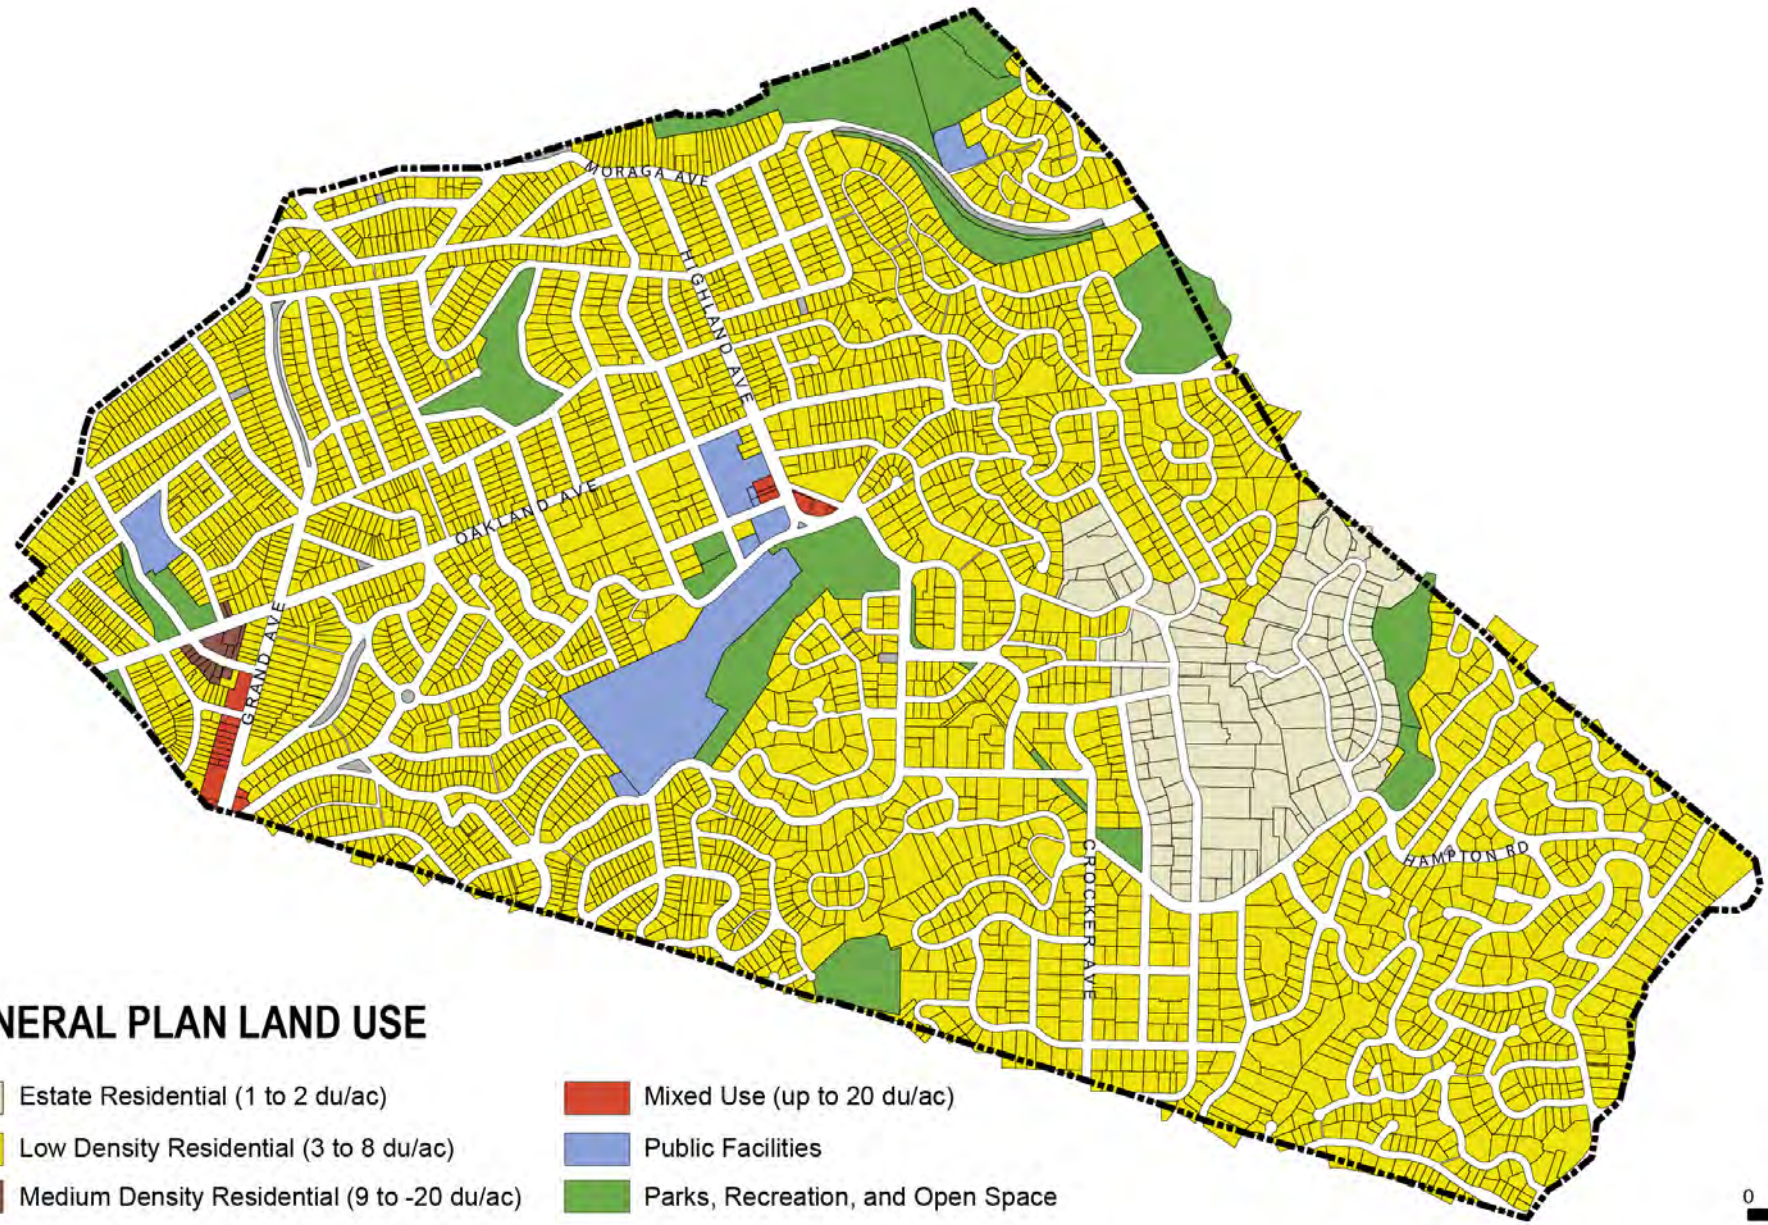 MORAGA AVE
HIGHLAND AVE
OAKLAND AVE
GRAND AVE
CROCKER AVE
HAMPTON RD
NERAL PLAN LAND USE
Estate Residential (1 to 2 du/ac)
Low Density Residential (3 to 8 du/ac)
Medium Density Residential (9 to -20 du/ac)
Mixed Use (up to 20 du/ac)
Public Facilities
Parks, Recreation, and Open Space
0